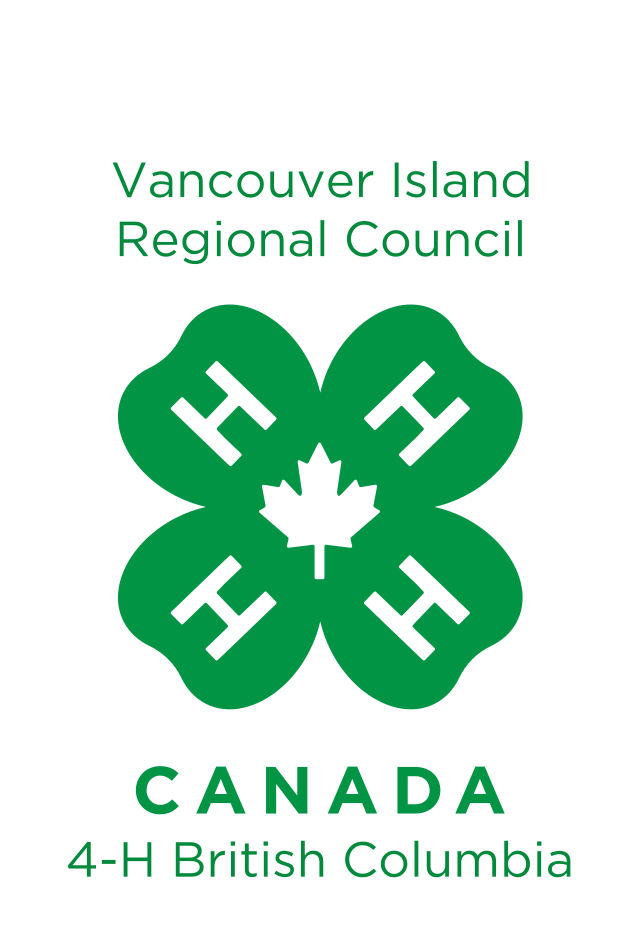 Vancouver Island
Regional Council
H H
H H
CANADA
4-H British Columbia